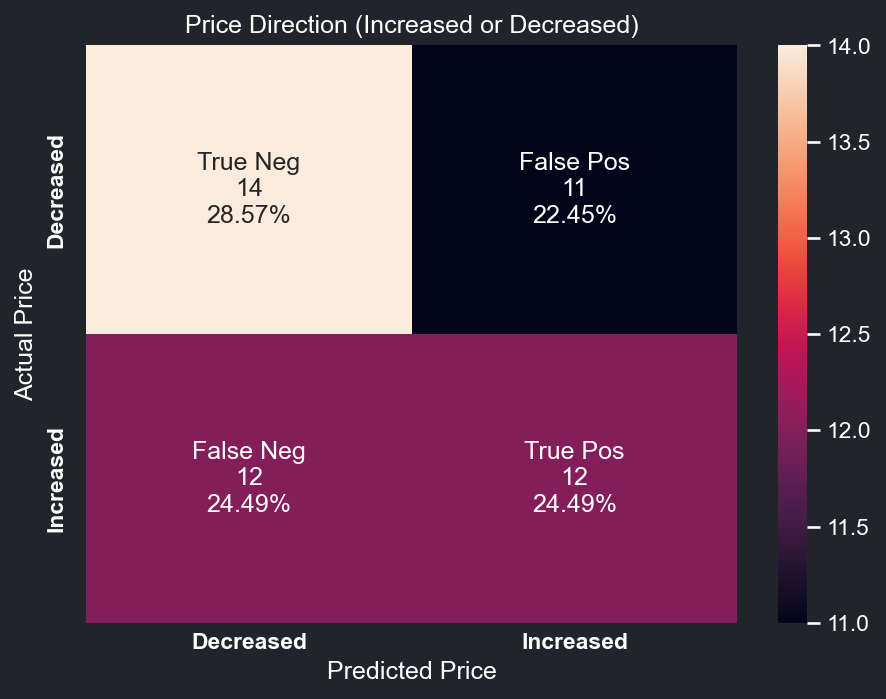 Price Direction (Increased or Decreased)
Actual Price
Decreased
Increased
True Neg
14
28.57%
False Pos
11
22.45%
False Neg
12
24.49%
True Pos
12
24.49%
Decreased
Increased
Predicted Price
14.0
13.5
13.0
12.5
12.0
11.5
11.0